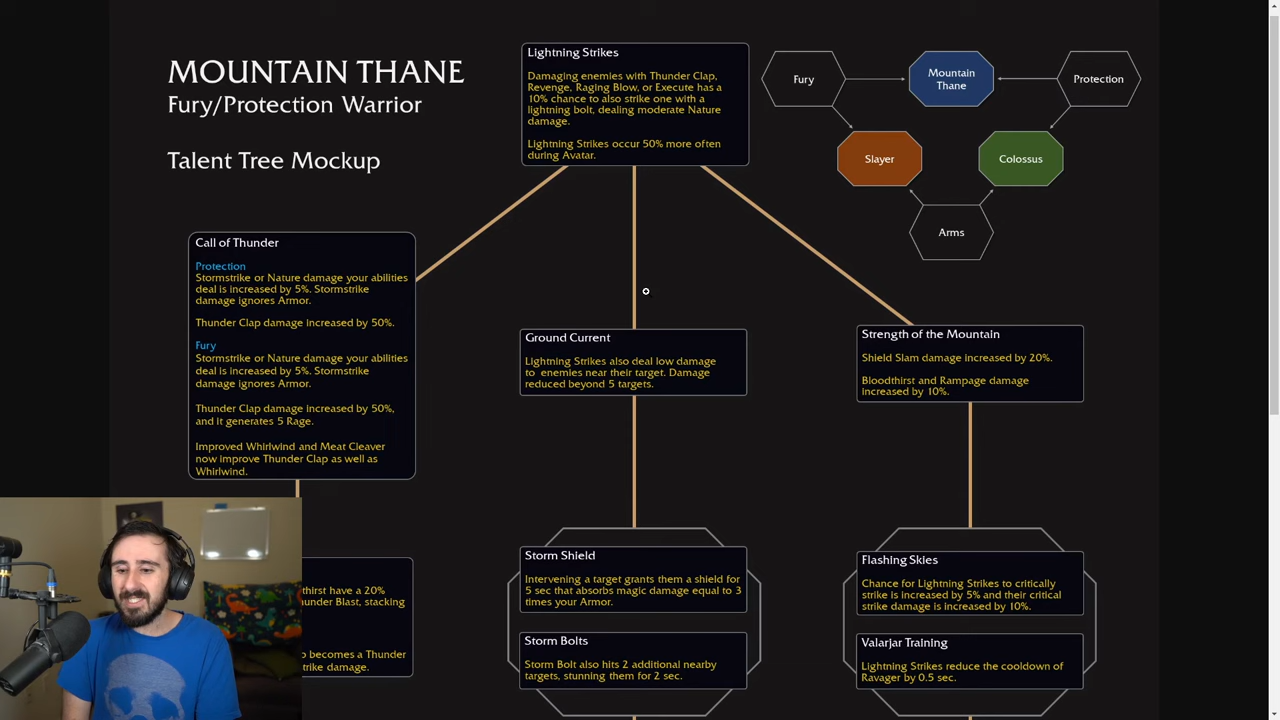 MOUNTAIN THANE
Fury/Protection Warrior
Talent Tree Mockup
Lightning Strikes
Damaging enemies with Thunder Clap,
Revenge, Raging Blow, or Execute has a
10% chance to also strike one with a
lightning bolt, dealing moderate Nature
damage.
Lightning Strikes occur 50% more often
during Avatar.
Fury
Mountain
Thane
Protection
Slayer
Colossus
Arms
Call of Thunder
Protection
Stormstrike or Nature damage your abilities
deal is increased by 5%. Stormstrike
damage ignores Armor.
Thunder Clap damage increased by 50%.
Fury
Stormstrike or Nature damage your abilities
deal is increased by 5%. Stormstrike
damage ignores Armor.
Thunder Clap damage increased by 50%,
and it generates 5 Rage.
Improved Whirlwind and Meat Cleaver
now improve Thunder Clap as well as
Whirlwind.
Ground Current
Lightning Strikes also deal low damage
to enemies near their target. Damage
reduced beyond 5 targets.
Strength of the Mountain
Shield Slam damage increased by 20%.
Bloodthirst and Rampage damage
increased by 10%.
thirst have a 20%
under Blast, stacking
o becomes a Thunder
trike damage.
Storm Shield
Intervening a target grants them a shield for
5 sec that absorbs magic damage equal to 3
times your Armor.
Storm Bolts
Storm Bolt also hits 2 additional nearby
targets, stunning them for 2 sec.
Flashing Skies
Chance for Lightning Strikes to critically
strike is increased by 5% and their critical
strike damage is increased by 10%.
Valarjar Training
Lightning Strikes reduce the cooldown of
Ravager by 0.5 sec.